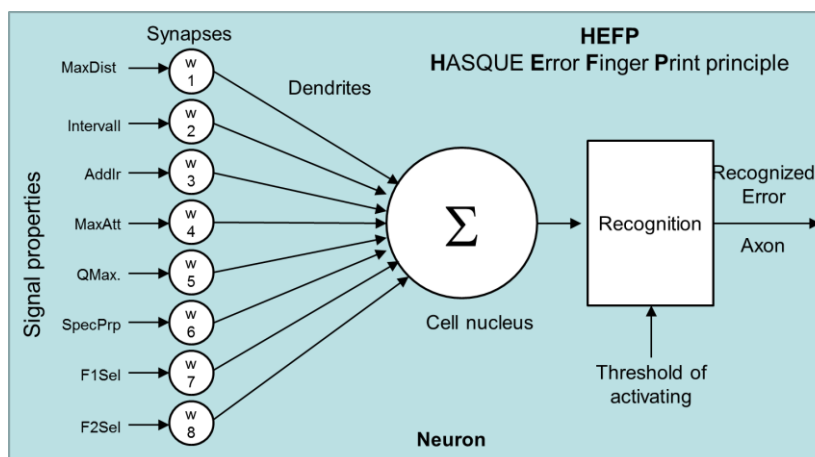 Synapses
HEFP
HASQUE Error Finger Print principle
Signal properties
MaxDist
w
1
Dendrites
Intervall
w
2
AddIr
w
3
MaxAtt
w
4
QMax.
w
5
SpecPrp
w
6
F1Sel
w
7
F2Sel
w
8
Σ
Cell nucleus
Recognition
Recognized
Error
Axon
Threshold of
activating
Neuron